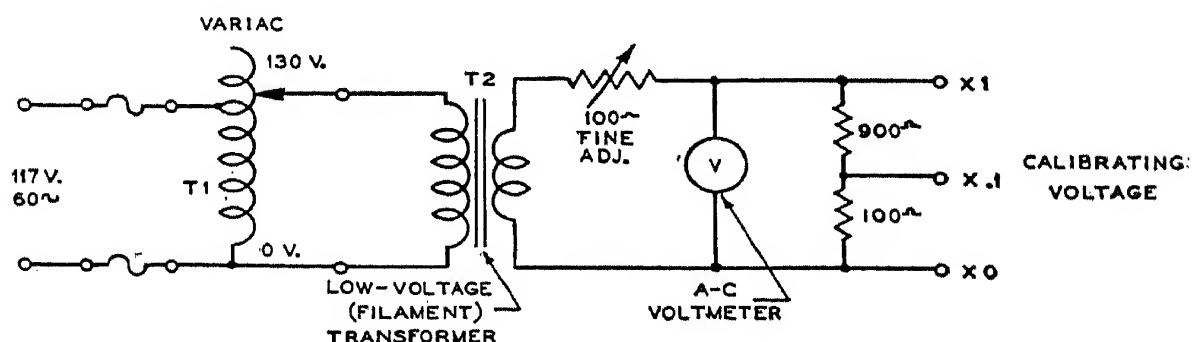 VARIAC
130 V.
T2
X1
100~
FINE
ADJ.
900~
117 V.
60~
T1
V
X.1
CALIBRATING:
VOLTAGE
100~
0 V.
X0
LOW-VOLTAGE
(FILAMENT)
TRANSFORMER
A-C
VOLTMETER